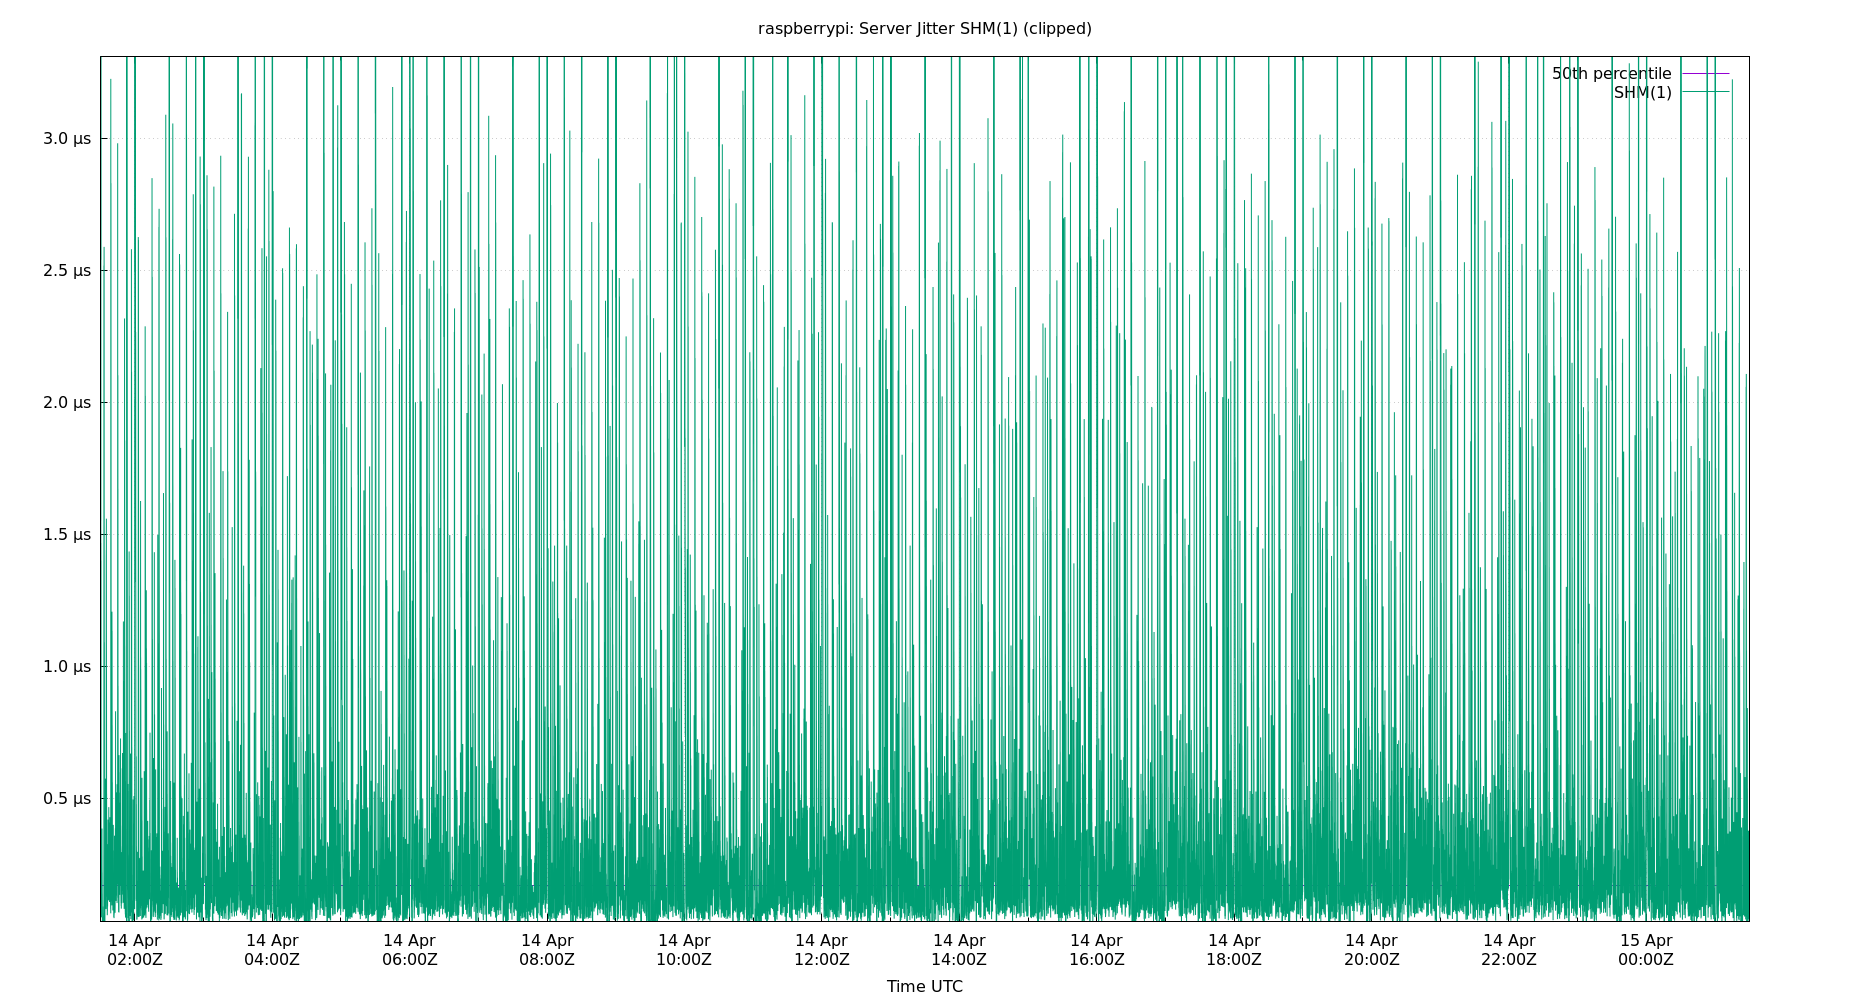 raspberrypi: Server Jitter SHM(1) (clipped)
50th percentile
SHM(1)
3.0 µs
2.5 µs
2.0 µs
1.5 µs
1.0 µs
0.5 µs
14 Apr 14 Apr 14 Apr 14 Apr 14 Apr 14 Apr 14 Apr 14 Apr 14 Apr 14 Apr 14 Apr 15 Apr
02:00Z 04:00Z 06:00Z 08:00Z 10:00Z 12:00Z 14:00Z 16:00Z 18:00Z 20:00Z 22:00Z 00:00Z
Time UTC